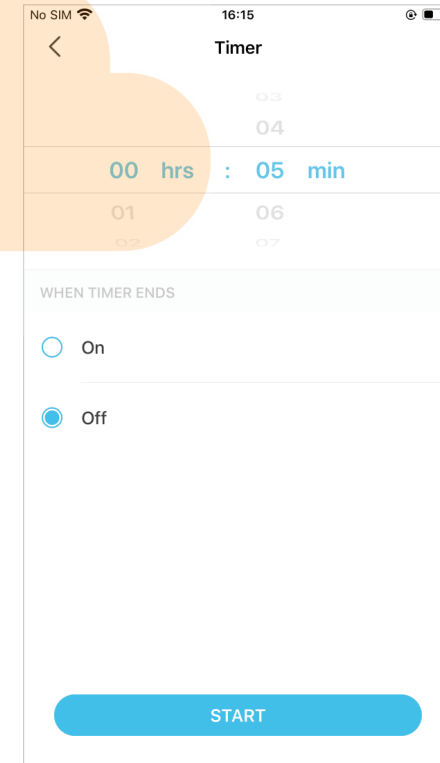 No SIM 16:15
Timer
03
04
00 hrs : 05 min
01 06
02 07
WHEN TIMER ENDS
On
Off
START